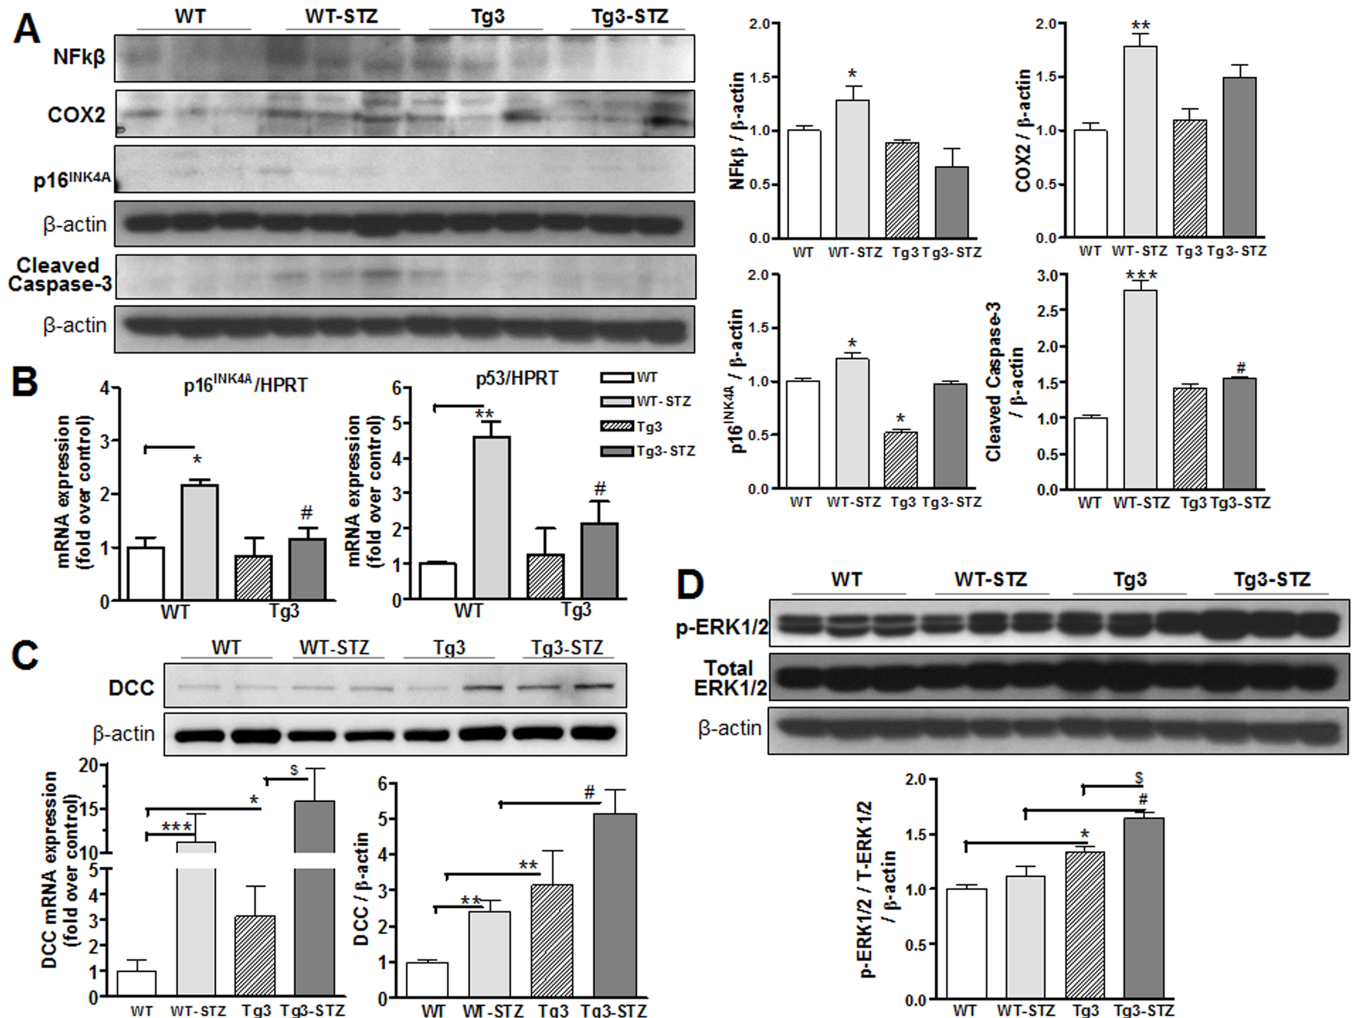 A
WT WT-STZ Tg3 Tg3-STZ
NFkβ
COX2
p16INK4A
β-actin
Cleaved
Caspase-3
β-actin
NFkβ / β-actin
2.0
1.5
1.0
0.5
0.0
*
WT WT-STZ Tg3 Tg3-STZ
COX2 / β-actin
2.0
1.5
1.0
0.5
0.0
**
WT WT-STZ Tg3 Tg3-STZ
p16INK4A / β-actin
2.0
1.5
1.0
0.5
0.0
*
*
WT WT-STZ Tg3 Tg3-STZ
Cleaved Caspase-3
/ β-actin
3.0
2.5
2.0
1.5
1.0
0.5
0.0
***
#
WT WT-STZ Tg3 Tg3-STZ
B
p16INK4A/HPRT
mRNA expression
(fold over control)
4
3
2
1
0
*
#
WT Tg3
p53/HPRT
mRNA expression
(fold over control)
6
5
4
3
2
1
0
**
#
WT Tg3
WT
WT-STZ
Tg3
Tg3-STZ
C
WT WT-STZ Tg3 Tg3-STZ
DCC
β-actin
DCC mRNA expression
(fold over control)
20
15
10
5
4
3
2
1
0
***
*
$
WT WT-STZ Tg3 Tg3-STZ
DCC / β-actin
6
5
4
3
2
1
0
**
**
#
WT WT-STZ Tg3 Tg3-STZ
D
WT WT-STZ Tg3 Tg3-STZ
p-ERK1/2
Total
ERK1/2
β-actin
p-ERK1/2 / T-ERK1/2
/ β-actin
2.0
1.5
1.0
0.5
0.0
$
#
*
WT WT-STZ Tg3 Tg3-STZ